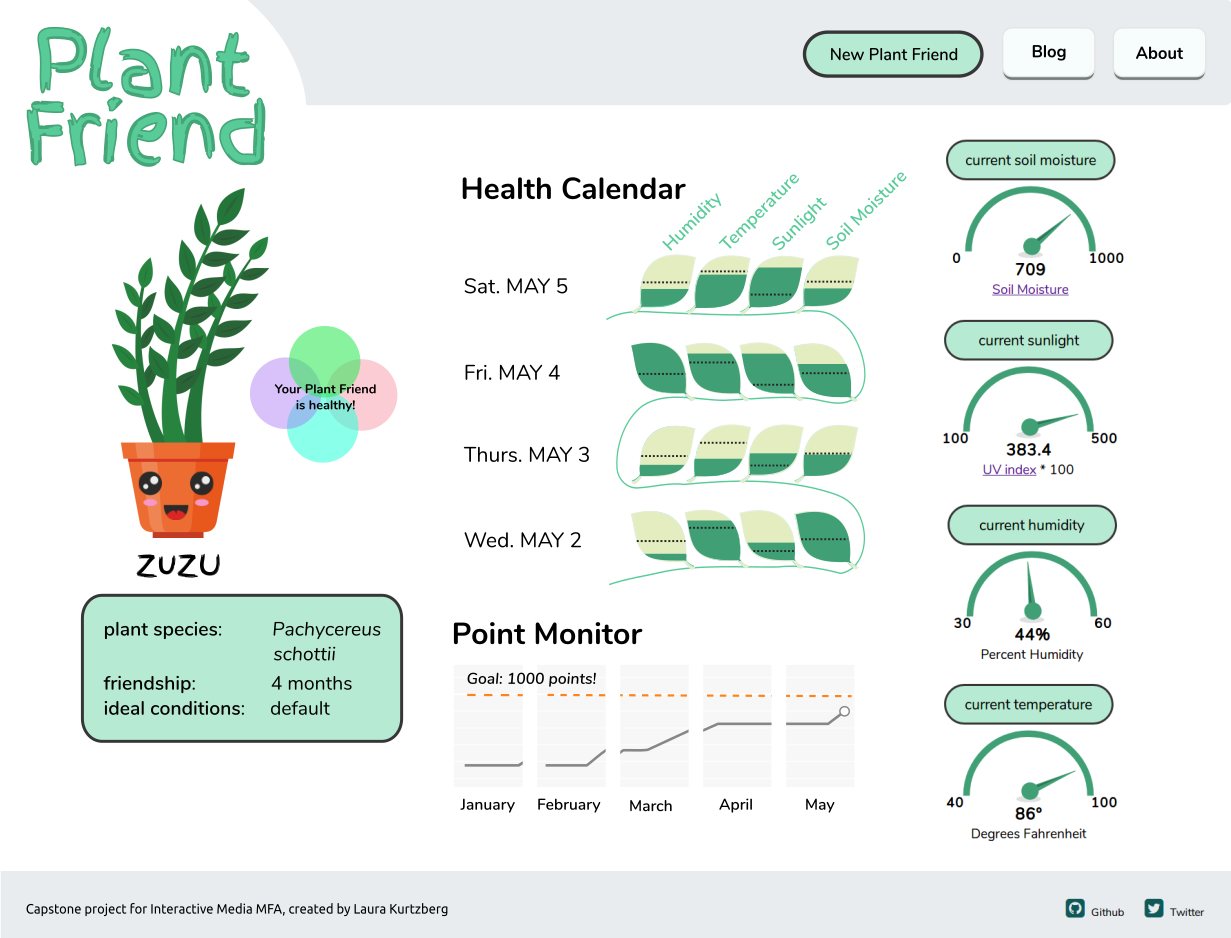 Plant
Friend
New Plant Friend
Blog
About
Your Plant Friend
is healthy!
ZUZU
plant species: Pachycereus
schottii
friendship: 4 months
ideal conditions: default
Health Calendar
Humidity
Temperature
Sunlight
Soil Moisture
Sat. MAY 5
Fri. MAY 4
Thurs. MAY 3
Wed. MAY 2
Point Monitor
Goal: 1000 points!
January February March April May
current soil moisture
0 1000
709
Soil Moisture
current sunlight
100 500
383.4
UV index * 100
current humidity
30 60
44%
Percent Humidity
current temperature
40 100
86°
Degrees Fahrenheit
Capstone project for Interactive Media MFA, created by Laura Kurtzberg
Github Twitter